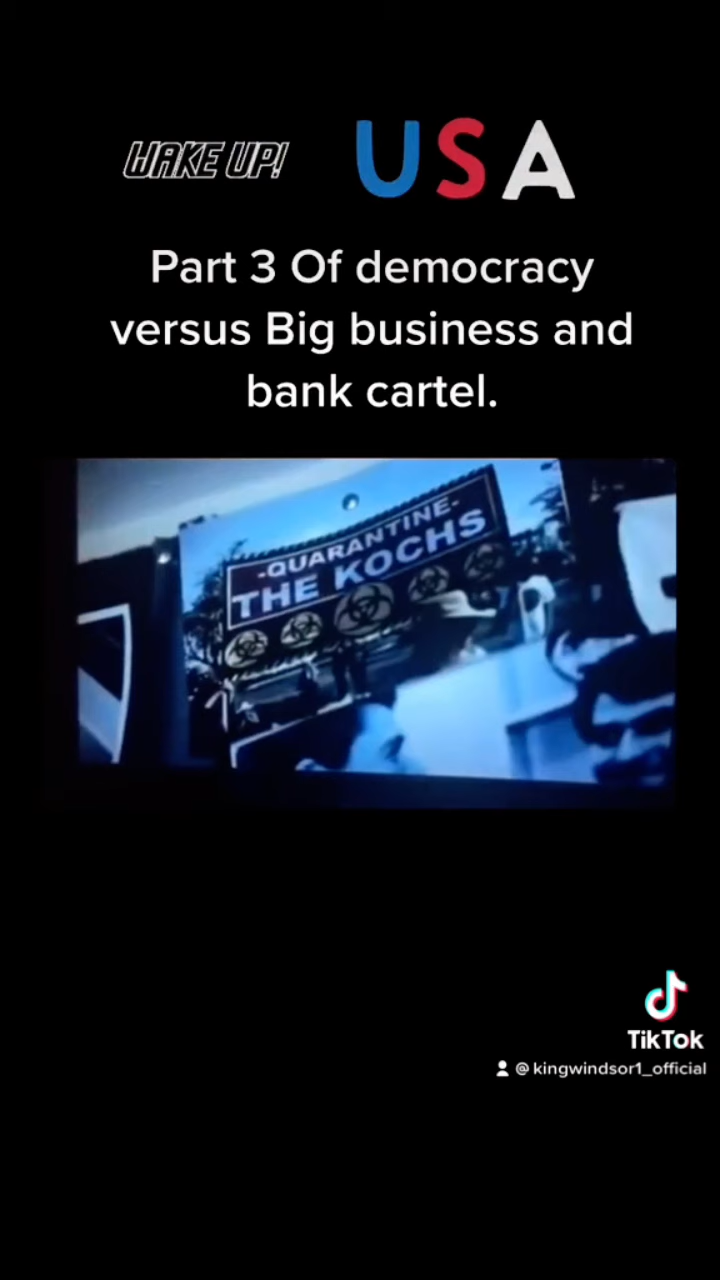 WAKE UP! USA
Part 3 Of democracy
versus Big business and
bank cartel.
-QUARANTINE-
THE KOCHS
TikTok
@kingwindsor1_official